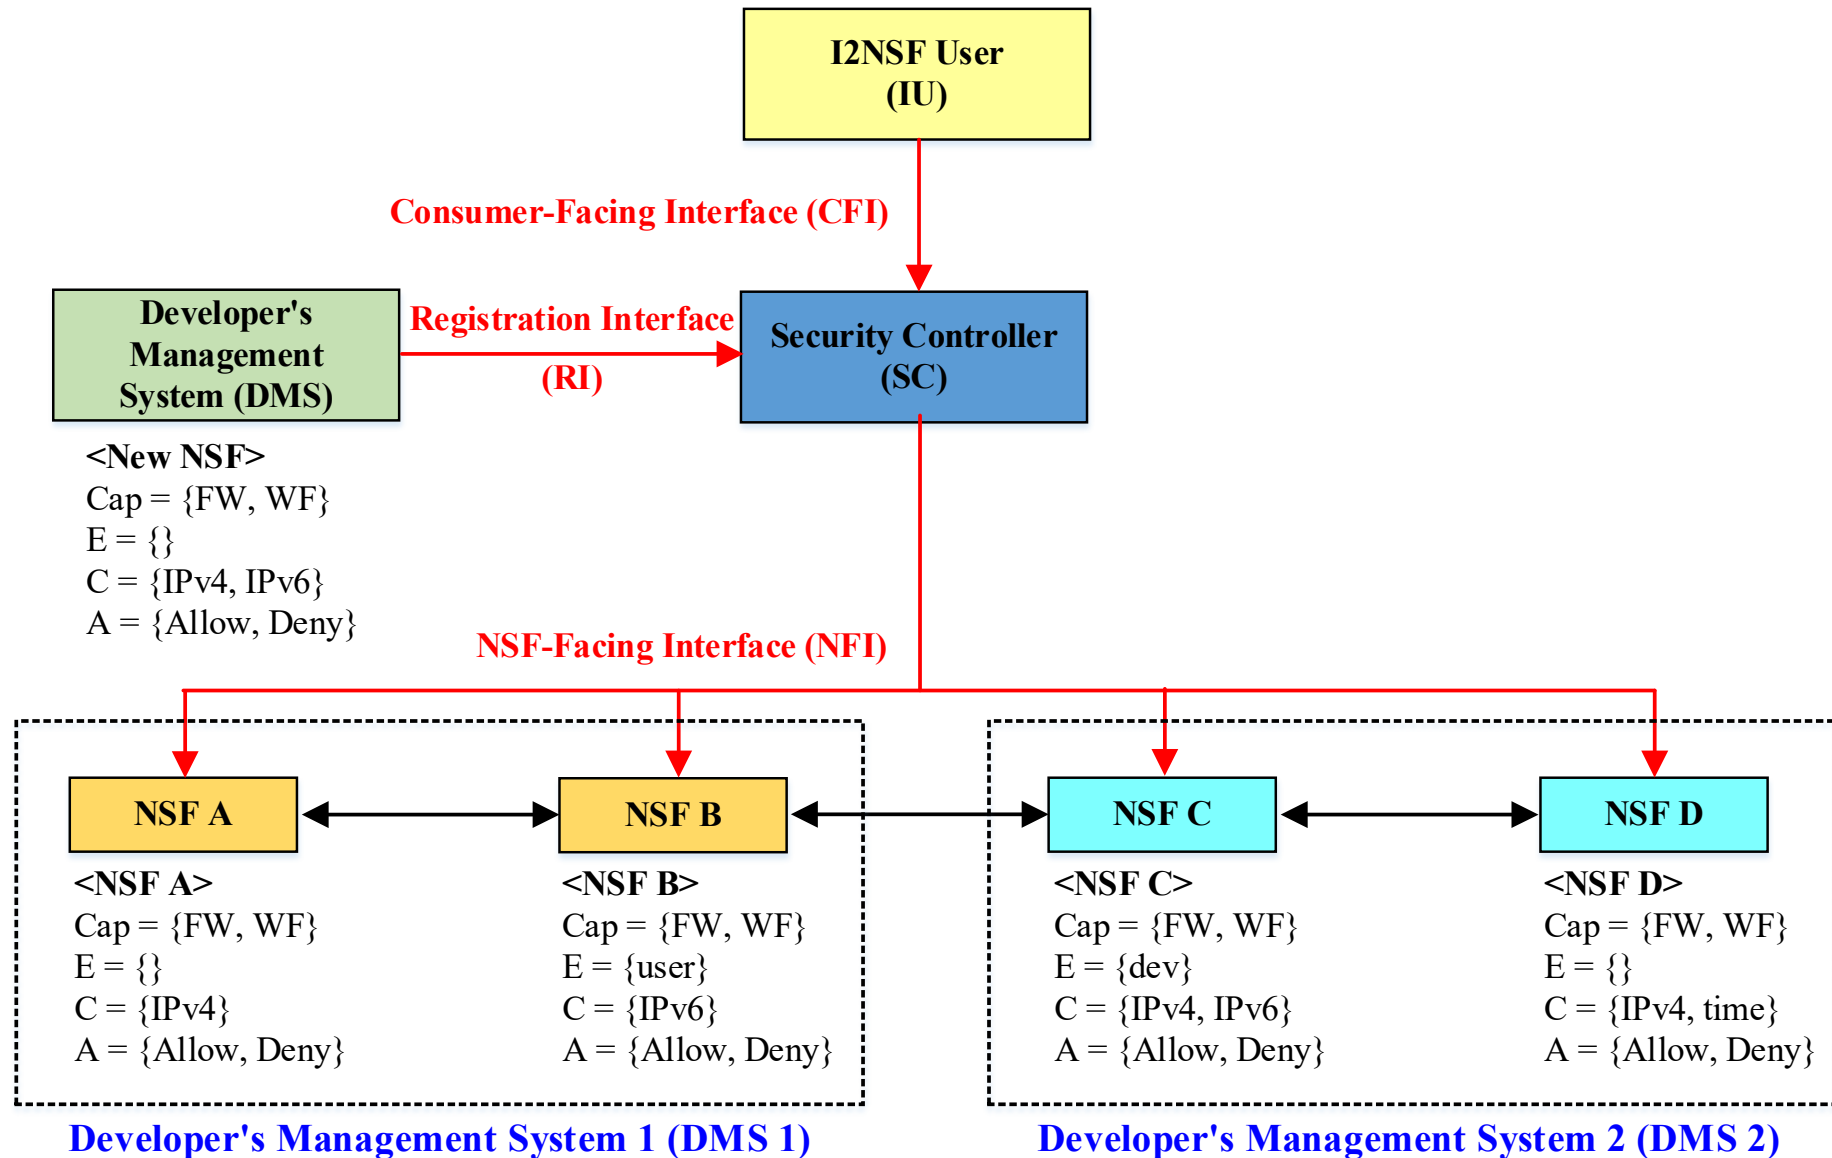 I2NSF User
(IU)
Consumer-Facing Interface (CFI)
Developer's
Management
System (DMS)
Registration Interface
(RI)
Security Controller
(SC)
<New NSF>
Cap = {FW, WF}
E = {}
C = {IPv4, IPv6}
A = {Allow, Deny}
NSF-Facing Interface (NFI)
NSF A
NSF B
NSF C
NSF D
<NSF A>
Cap = {FW, WF}
E = {}
C = {IPv4}
A = {Allow, Deny}
<NSF B>
Cap = {FW, WF}
E = {user}
C = {IPv6}
A = {Allow, Deny}
<NSF C>
Cap = {FW, WF}
E = {dev}
C = {IPv4, IPv6}
A = {Allow, Deny}
<NSF D>
Cap = {FW, WF}
E = {}
C = {IPv4, time}
A = {Allow, Deny}
Developer's Management System 1 (DMS 1)
Developer's Management System 2 (DMS 2)